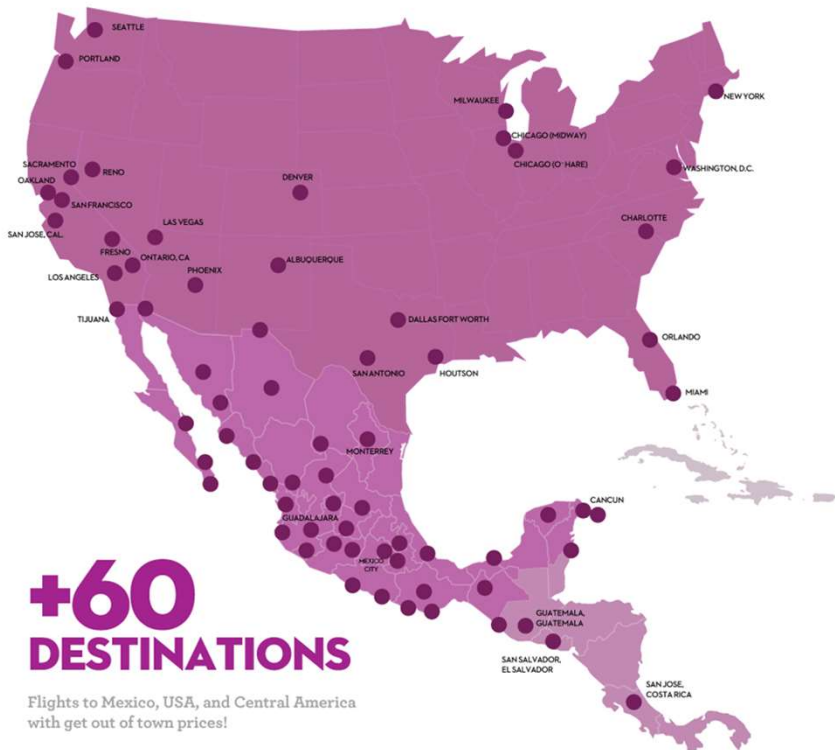 SEATTLE
PORTLAND
MILWAUKEE
NEW YORK
CHICAGO (MIDWAY)
CHICAGO (O'HARE)
SACRAMENTO
RENO
WASHINGTON, D.C.
OAKLAND
DENVER
SAN FRANCISCO
LAS VEGAS
CHARLOTTE
SAN JOSE, CAL.
FRESNO
ONTARIO, CA
ALBUQUERQUE
LOS ANGELES
PHOENIX
TIJUANA
DALLAS FORT WORTH
ORLANDO
SAN ANTONIO
HOUTSON
MIAMI
MONTERREY
CANCUN
GUADALAJARA
MEXICO
CITY
+60
DESTINATIONS
Flights to Mexico, USA, and Central America
with get out of town prices!
GUATEMALA,
GUATEMALA
SAN SALVADOR,
EL SALVADOR
SAN JOSE,
COSTA RICA